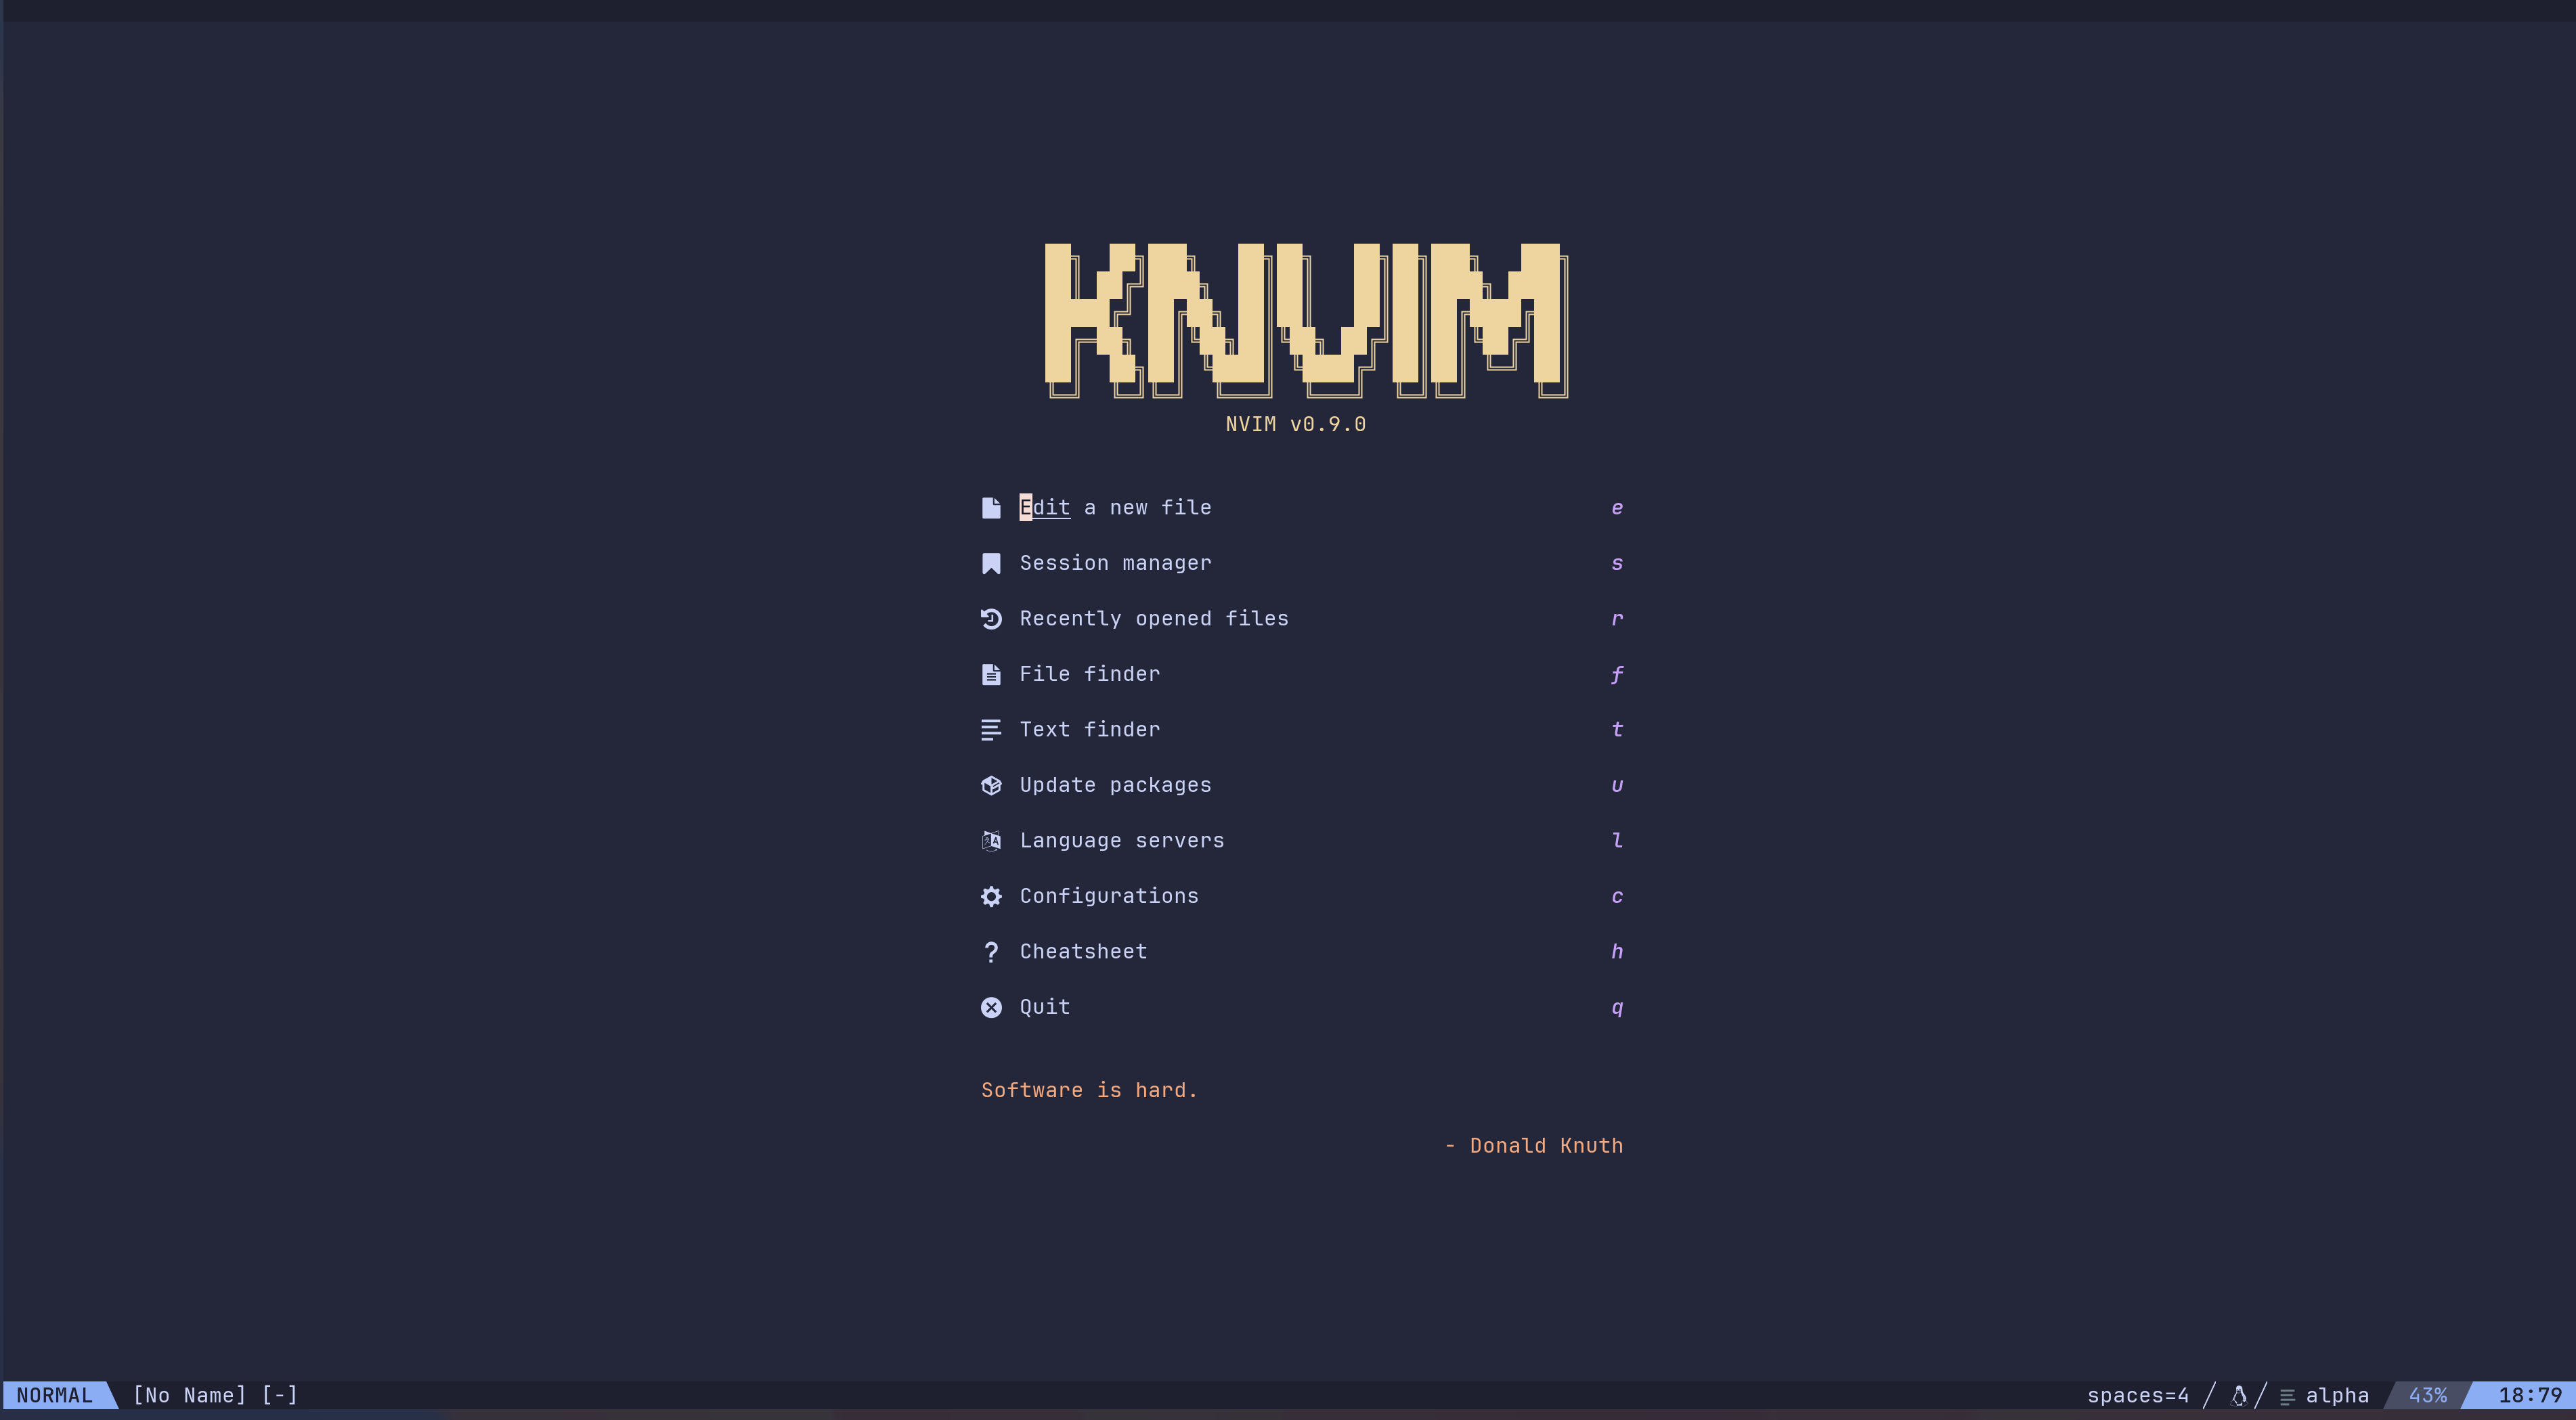 KNVIM
NVIM v0.9.0
Edit a new file e
Session manager s
Recently opened files r
File finder f
Text finder t
Update packages u
Language servers l
Configurations c
? Cheatsheet h
Quit q
Software is hard.
- Donald Knuth
NORMAL [No Name] [-] spaces=4 / / alpha 43% 18:79